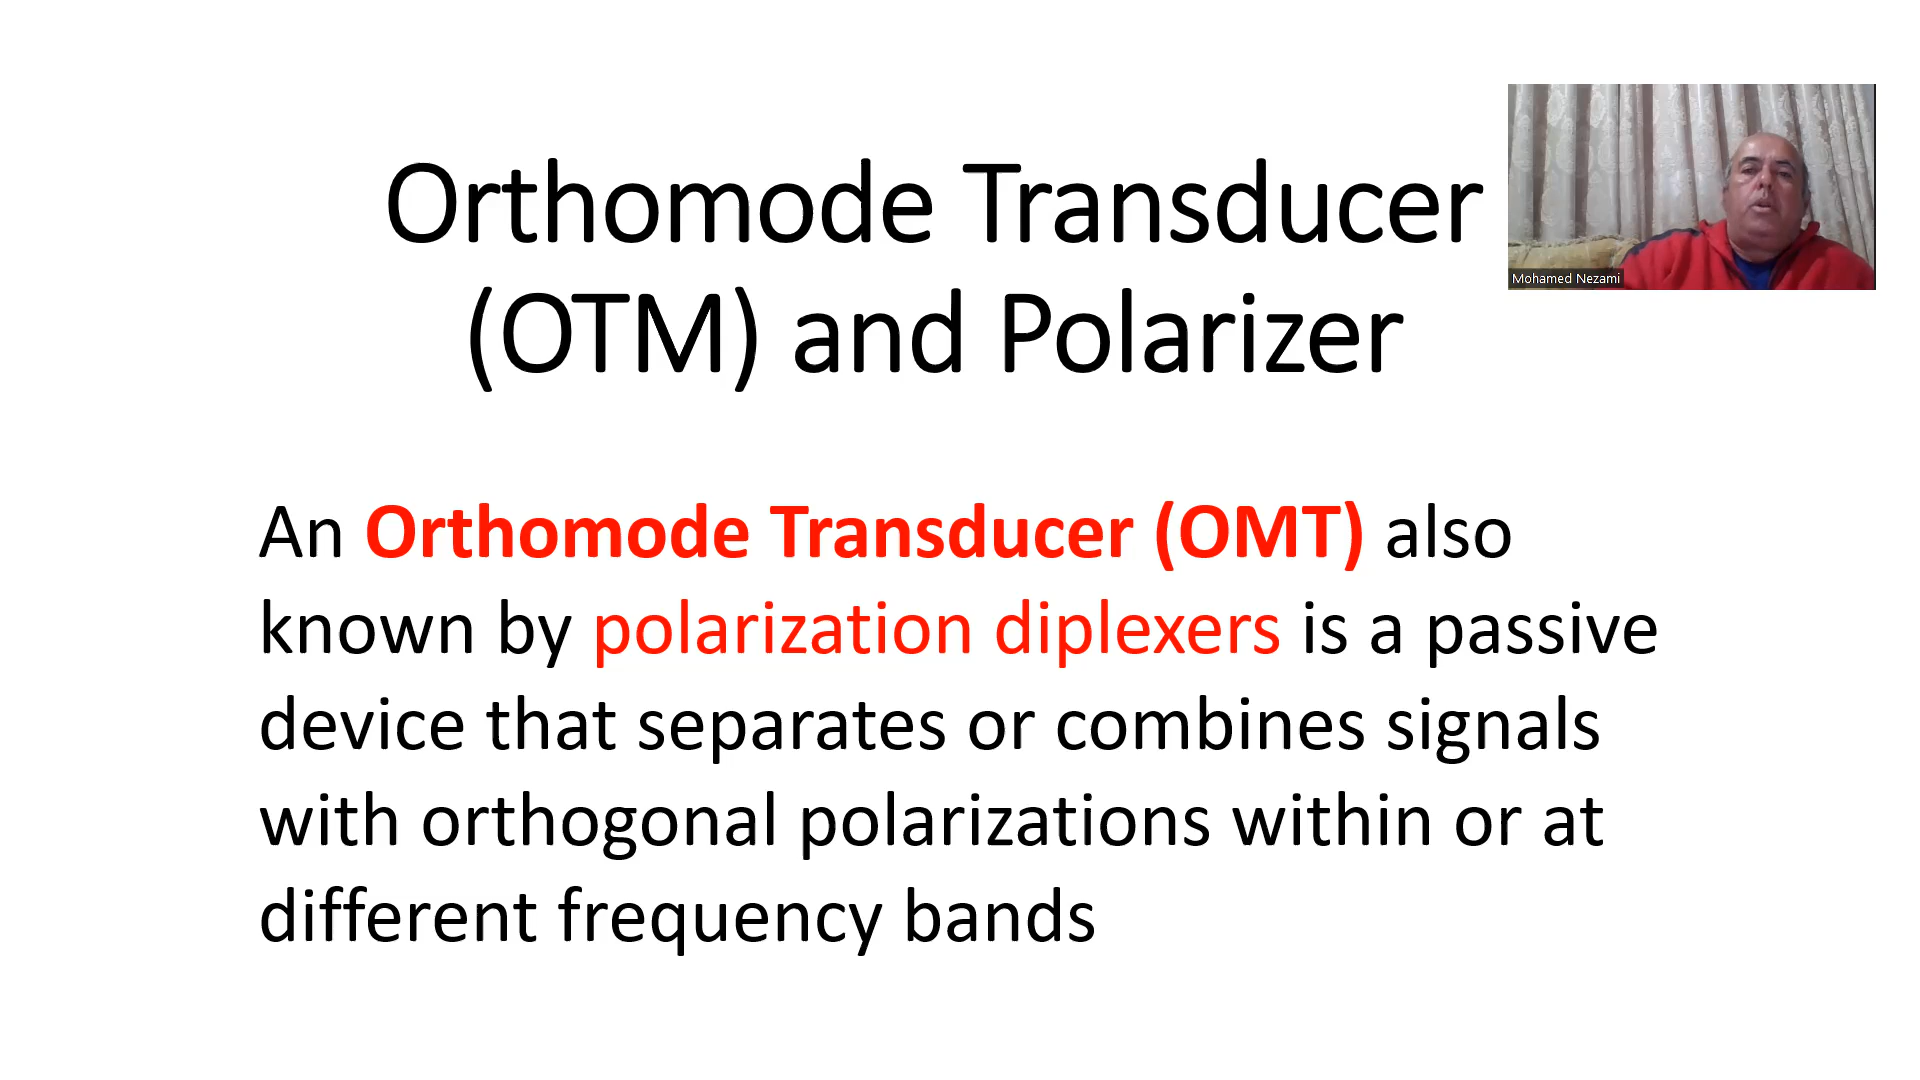 Orthomode Transducer
(OTM) and Polarizer
Mohamed Nezami
An Orthomode Transducer (OMT) also
known by polarization diplexers is a passive
device that separates or combines signals
with orthogonal polarizations within or at
different frequency bands